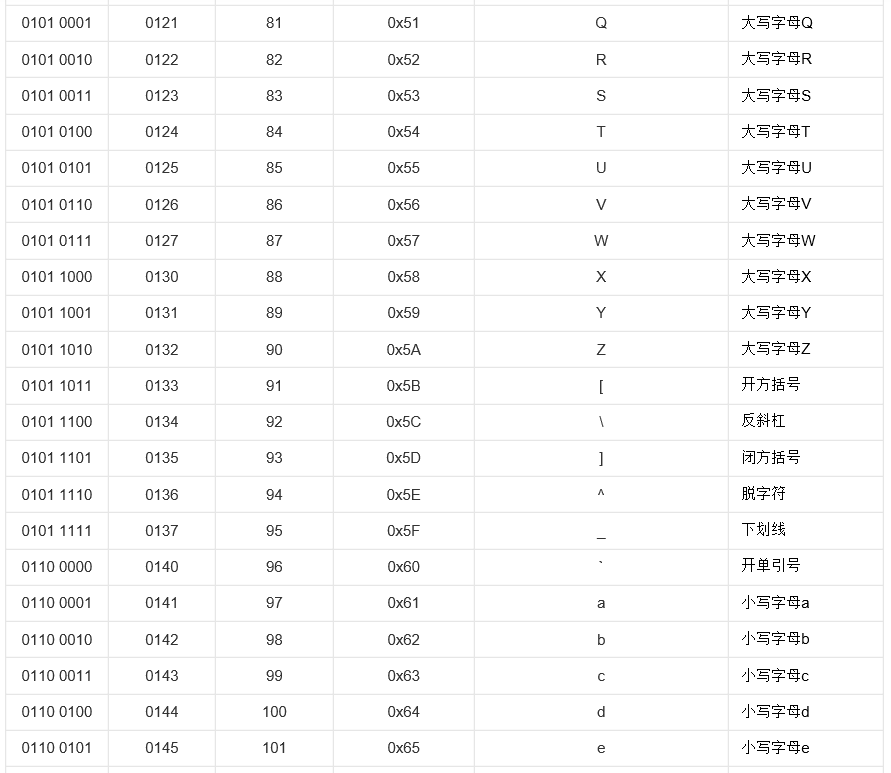 0101 0001 0121 81 0x51 Q 大写字母Q
0101 0010 0122 82 0x52 R 大写字母R
0101 0011 0123 83 0x53 S 大写字母S
0101 0100 0124 84 0x54 T 大写字母T
0101 0101 0125 85 0x55 U 大写字母U
0101 0110 0126 86 0x56 V 大写字母V
0101 0111 0127 87 0x57 W 大写字母W
0101 1000 0130 88 0x58 X 大写字母X
0101 1001 0131 89 0x59 Y 大写字母Y
0101 1010 0132 90 0x5A Z 大写字母Z
0101 1011 0133 91 0x5B [ 开方括号
0101 1100 0134 92 0x5C \ 反斜杠
0101 1101 0135 93 0x5D ] 闭方括号
0101 1110 0136 94 0x5E ^ 脱字符
0101 1111 0137 95 0x5F _ 下划线
0110 0000 0140 96 0x60 ` 开单引号
0110 0001 0141 97 0x61 a 小写字母a
0110 0010 0142 98 0x62 b 小写字母b
0110 0011 0143 99 0x63 c 小写字母c
0110 0100 0144 100 0x64 d 小写字母d
0110 0101 0145 101 0x65 e 小写字母e